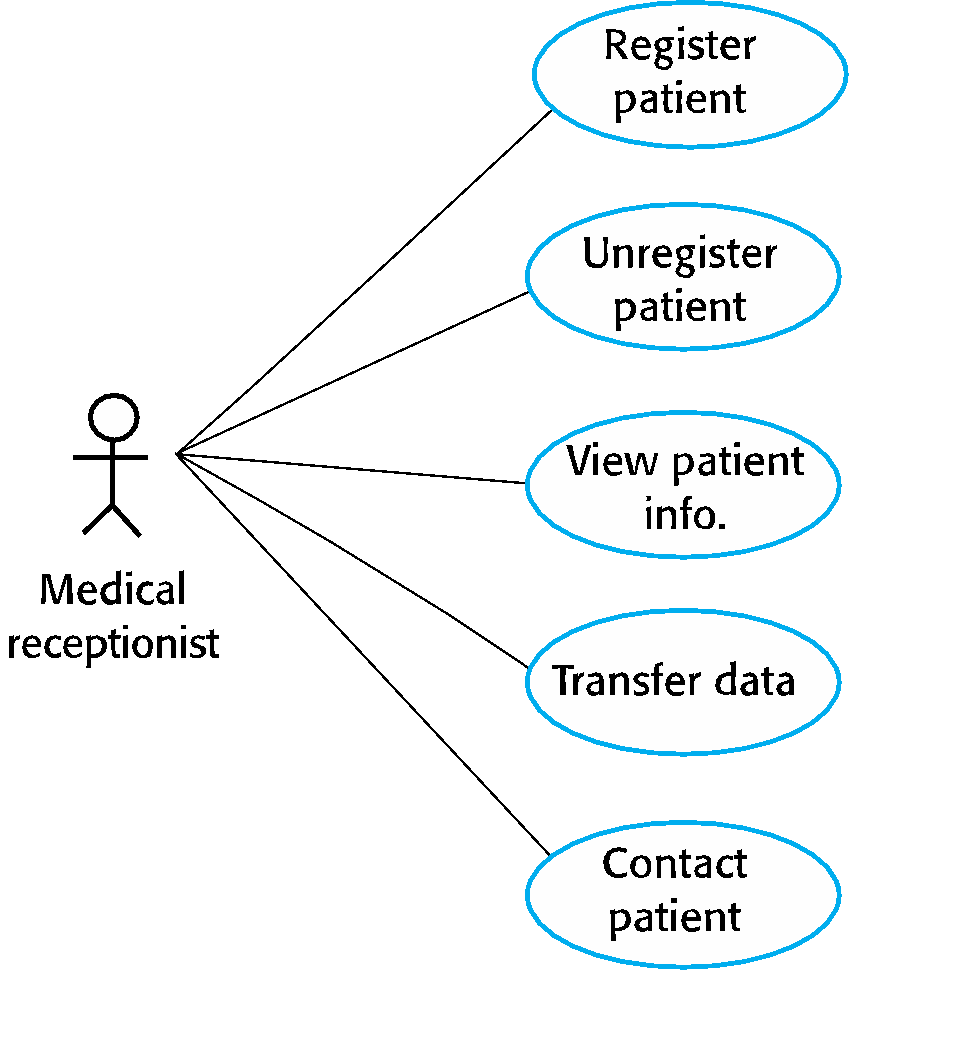 Register
patient
Unregister
patient
View patient
info.
Medical
receptionist
Transfer data
Contact
patient